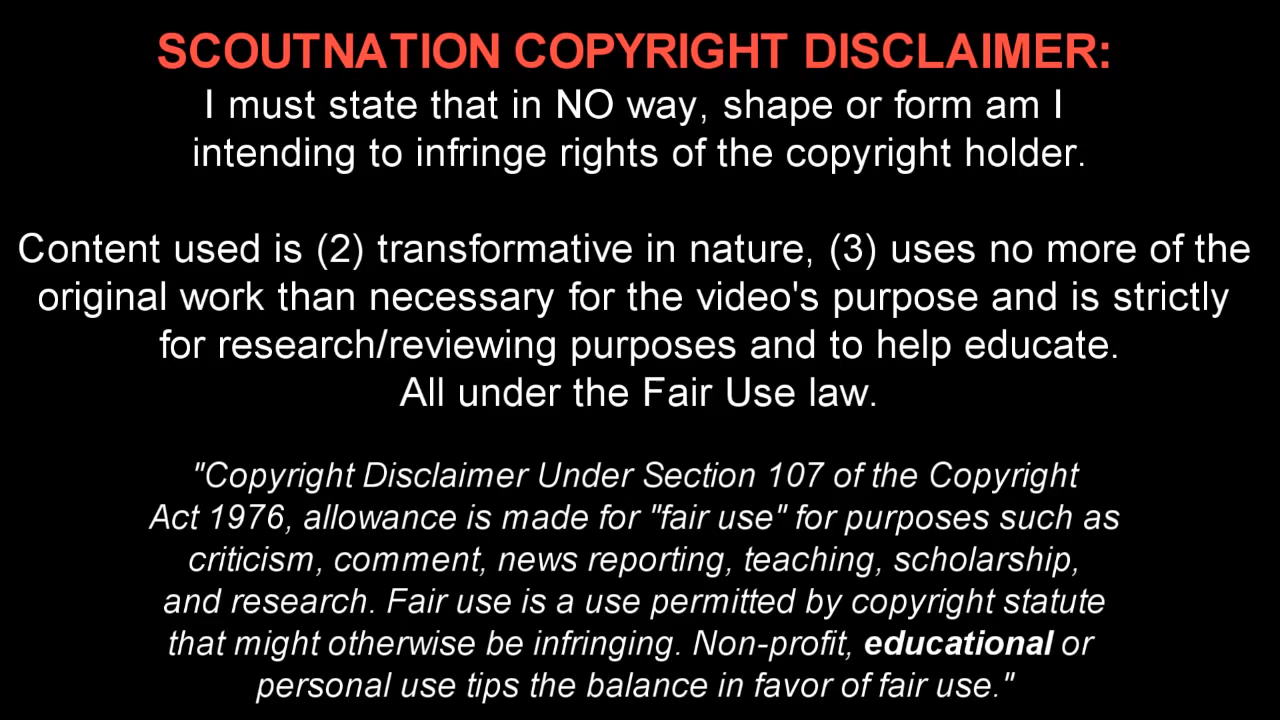 SCOUTNATION COPYRIGHT DISCLAIMER:
I must state that in NO way, shape or form am I
intending to infringe rights of the copyright holder.
Content used is (2) transformative in nature, (3) uses no more of the
original work than necessary for the video's purpose and is strictly
for research/reviewing purposes and to help educate.
All under the Fair Use law.
"Copyright Disclaimer Under Section 107 of the Copyright
Act 1976, allowance is made for "fair use" for purposes such as
criticism, comment, news reporting, teaching, scholarship,
and research. Fair use is a use permitted by copyright statute
that might otherwise be infringing. Non-profit, educational or
personal use tips the balance in favor of fair use."